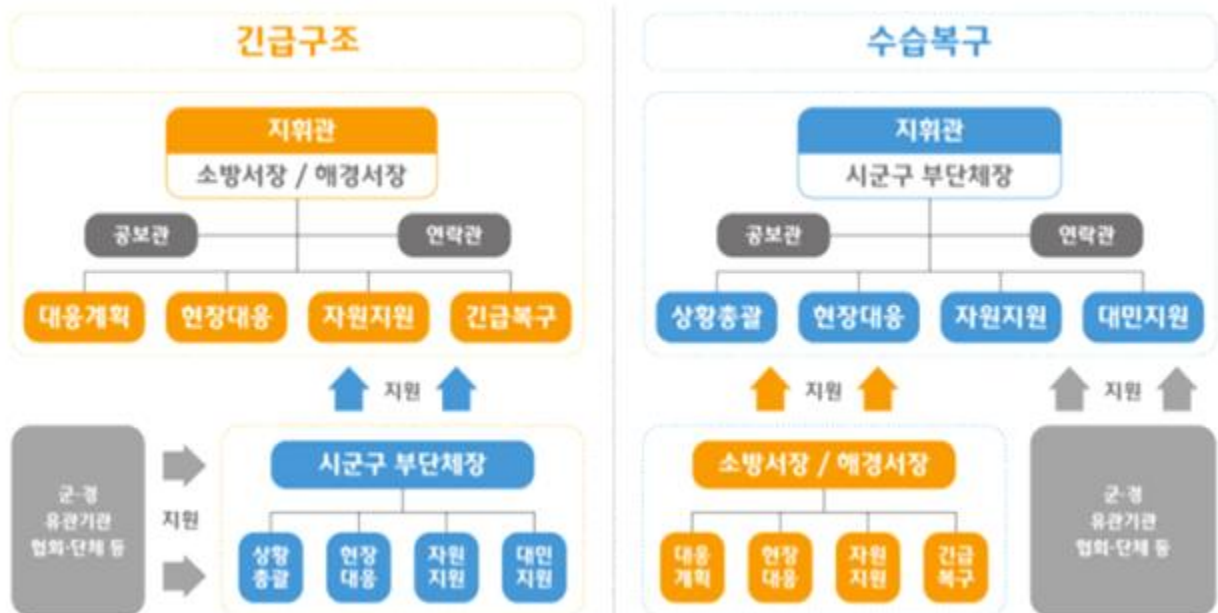 긴급구조
지휘관
소방서장 / 해경서장
공보관
연락관
대응계획
현장대응
자원지원
긴급복구
지원
군·경
유관기관
협회·단체 등
지원
시군구 부단체장
상황
총괄
현장
대응
자원
지원
대민
지원
수습복구
지휘관
시군구 부단체장
공보관
연락관
상황총괄
현장대응
자원지원
대민지원
지원
지원
소방서장 / 해경서장
대응
계획
현장
대응
자원
지원
긴급
복구
군·경
유관기관
협회·단체 등